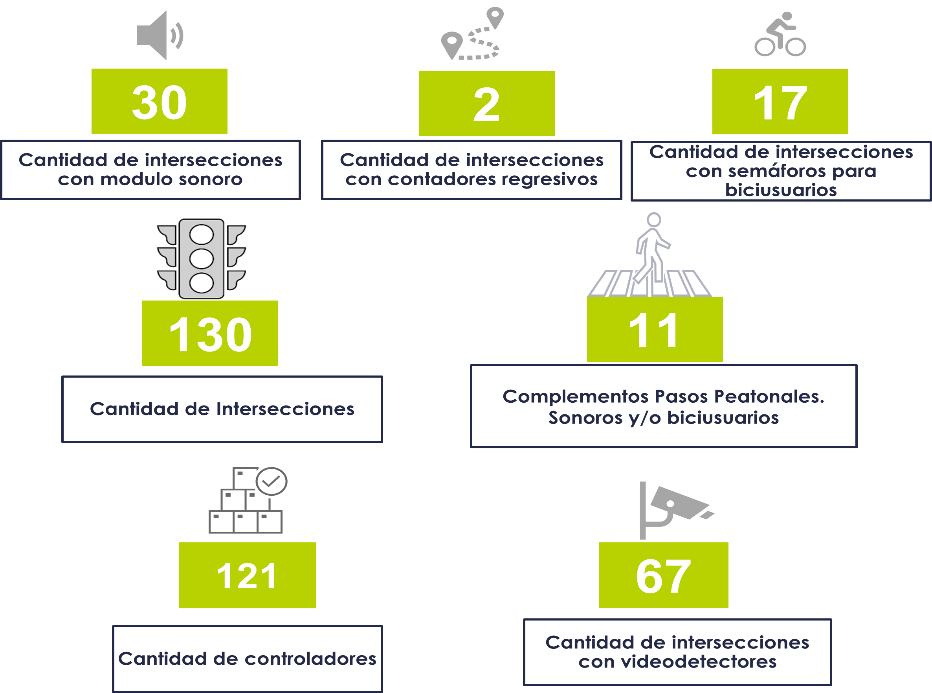 30
Cantidad de intersecciones
con modulo sonoro
2
Cantidad de intersecciones
con contadores regresivos
17
Cantidad de intersecciones
con semáforos para
biciusuarios
130
Cantidad de Intersecciones
11
Complementos Pasos Peatonales.
Sonoros y/o biciusuarios
121
Cantidad de controladores
67
Cantidad de intersecciones
con videodetectores